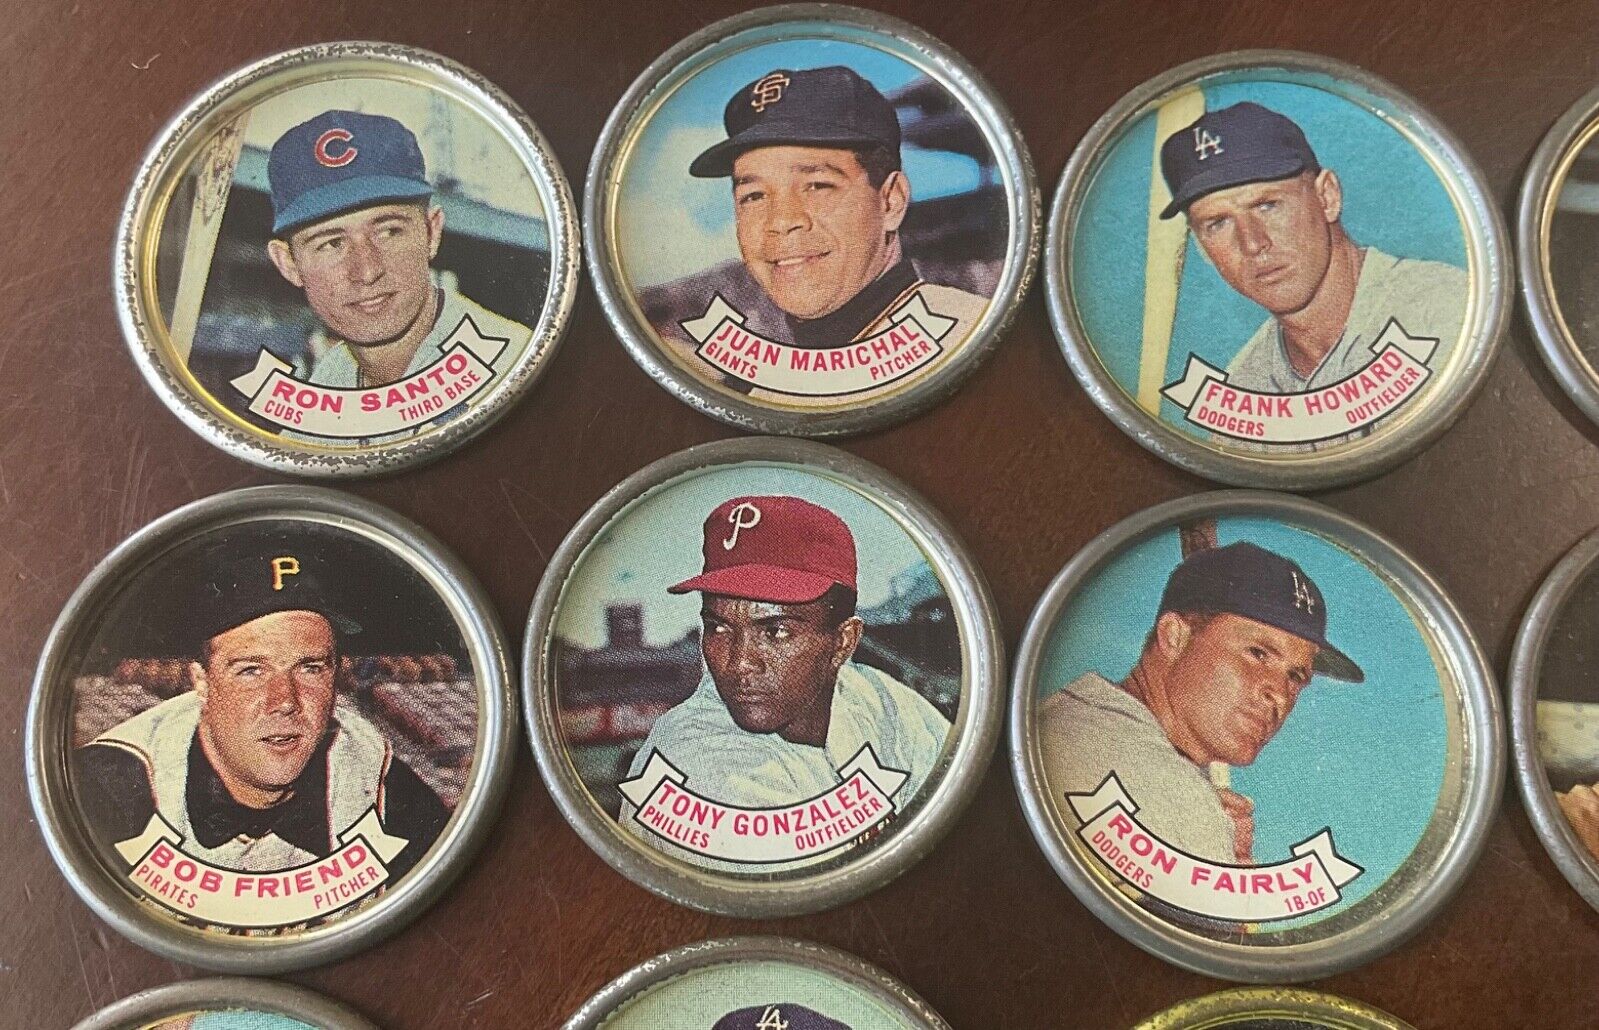 C
RON SANTO
CUBS THIRD BASE
SF
JUAN MARICHAL
GIANTS PITCHER
LA
FRANK HOWARD
DODGERS OUTFIELDER
P
BOB FRIEND
PIRATES PITCHER
P
TONY GONZALEZ
PHILLIES OUTFIELDER
LA
RON FAIRLY
DODGERS 1B-OF
LA